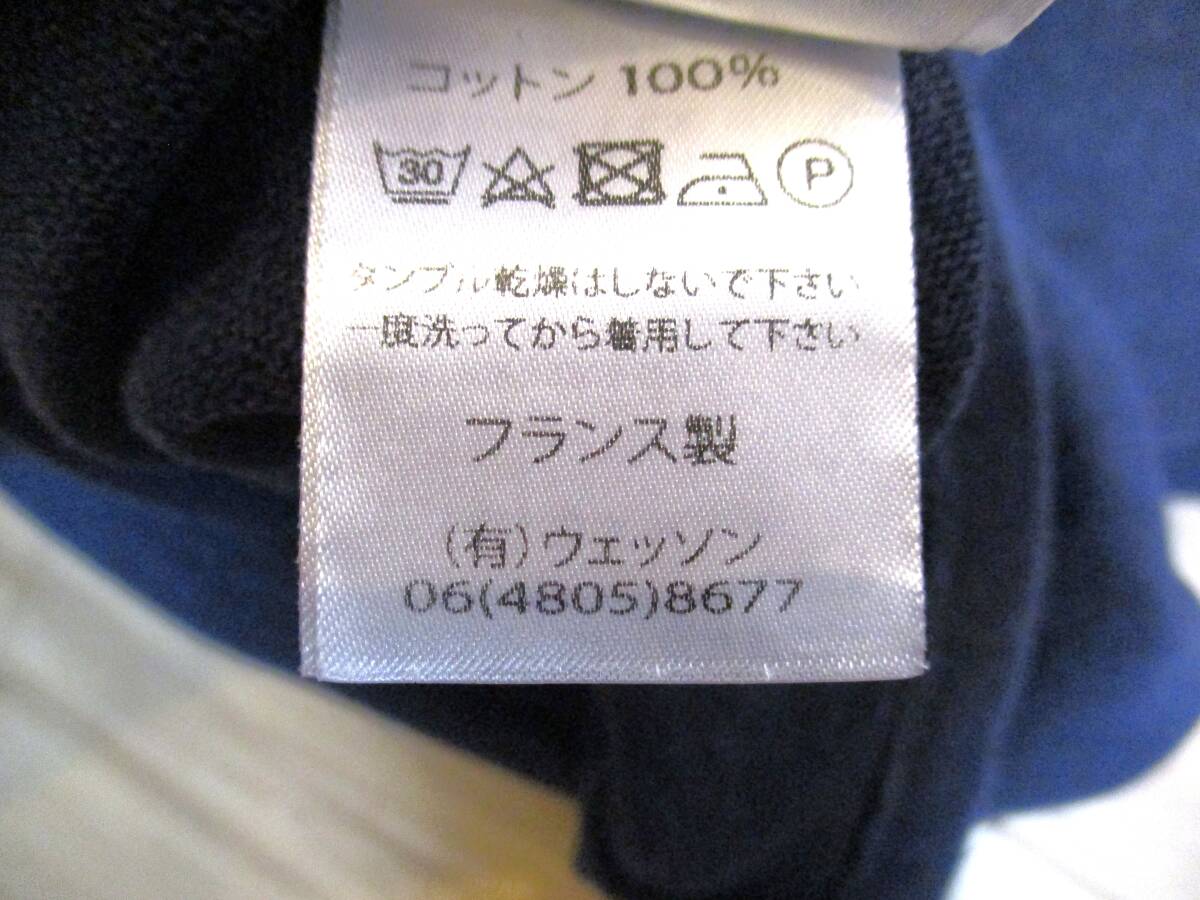 コットン 100%
30 P
タンブル乾燥はしないで下さい
一度洗ってから着用して下さい
フランス製
(有)ウェッソン
06(4805)8677